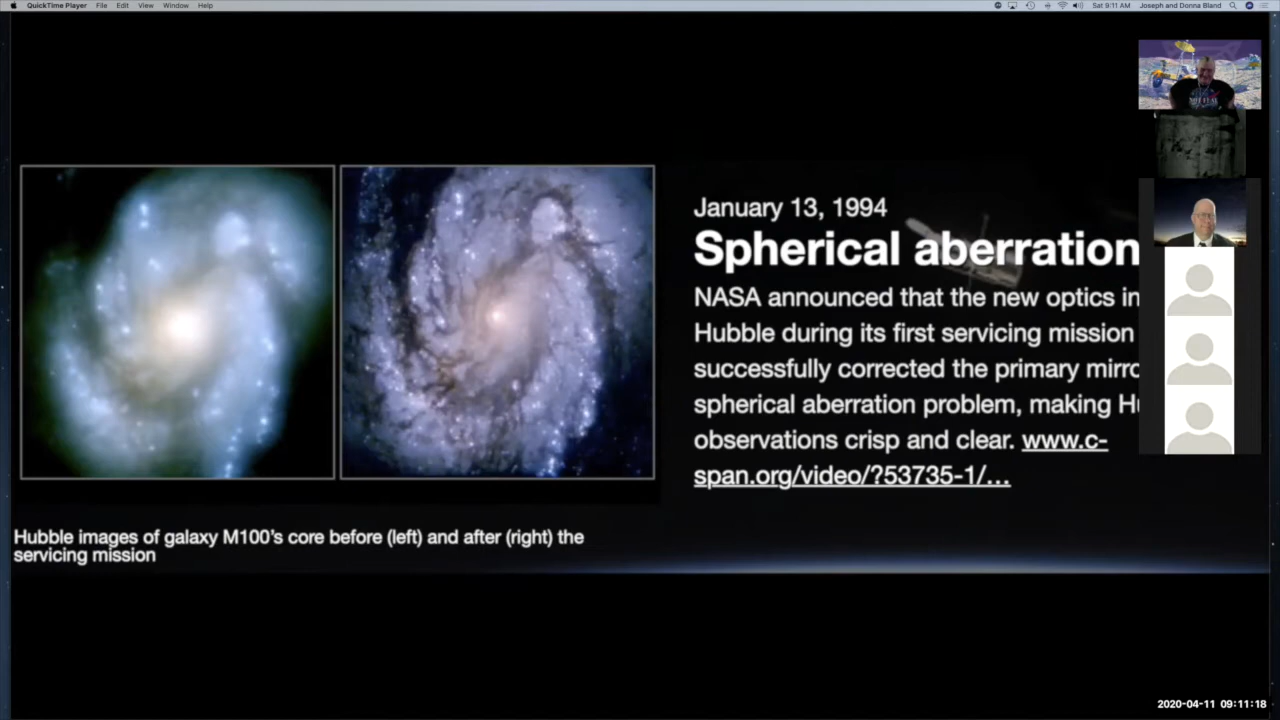 QuickTime Player File Edit View Window Help
Sat 9:11 AM Joseph and Donna Bland
January 13, 1994
Spherical aberration
NASA announced that the new optics in
Hubble during its first servicing mission
successfully corrected the primary mirro
spherical aberration problem, making Hu
observations crisp and clear. www.c-
span.org/video/?53735-1/…
Hubble images of galaxy M100's core before (left) and after (right) the
servicing mission
2020-04-11 09:11:18